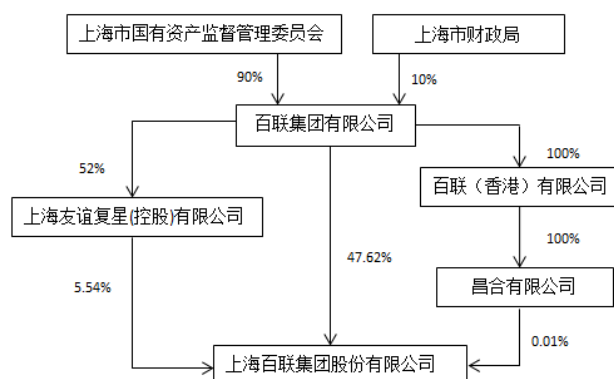 上海市国有资产监督管理委员会
上海市财政局
90%
10%
百联集团有限公司
52%
100%
百联（香港）有限公司
上海友谊复星(控股)有限公司
100%
47.62%
5.54%
昌合有限公司
0.01%
上海百联集团股份有限公司